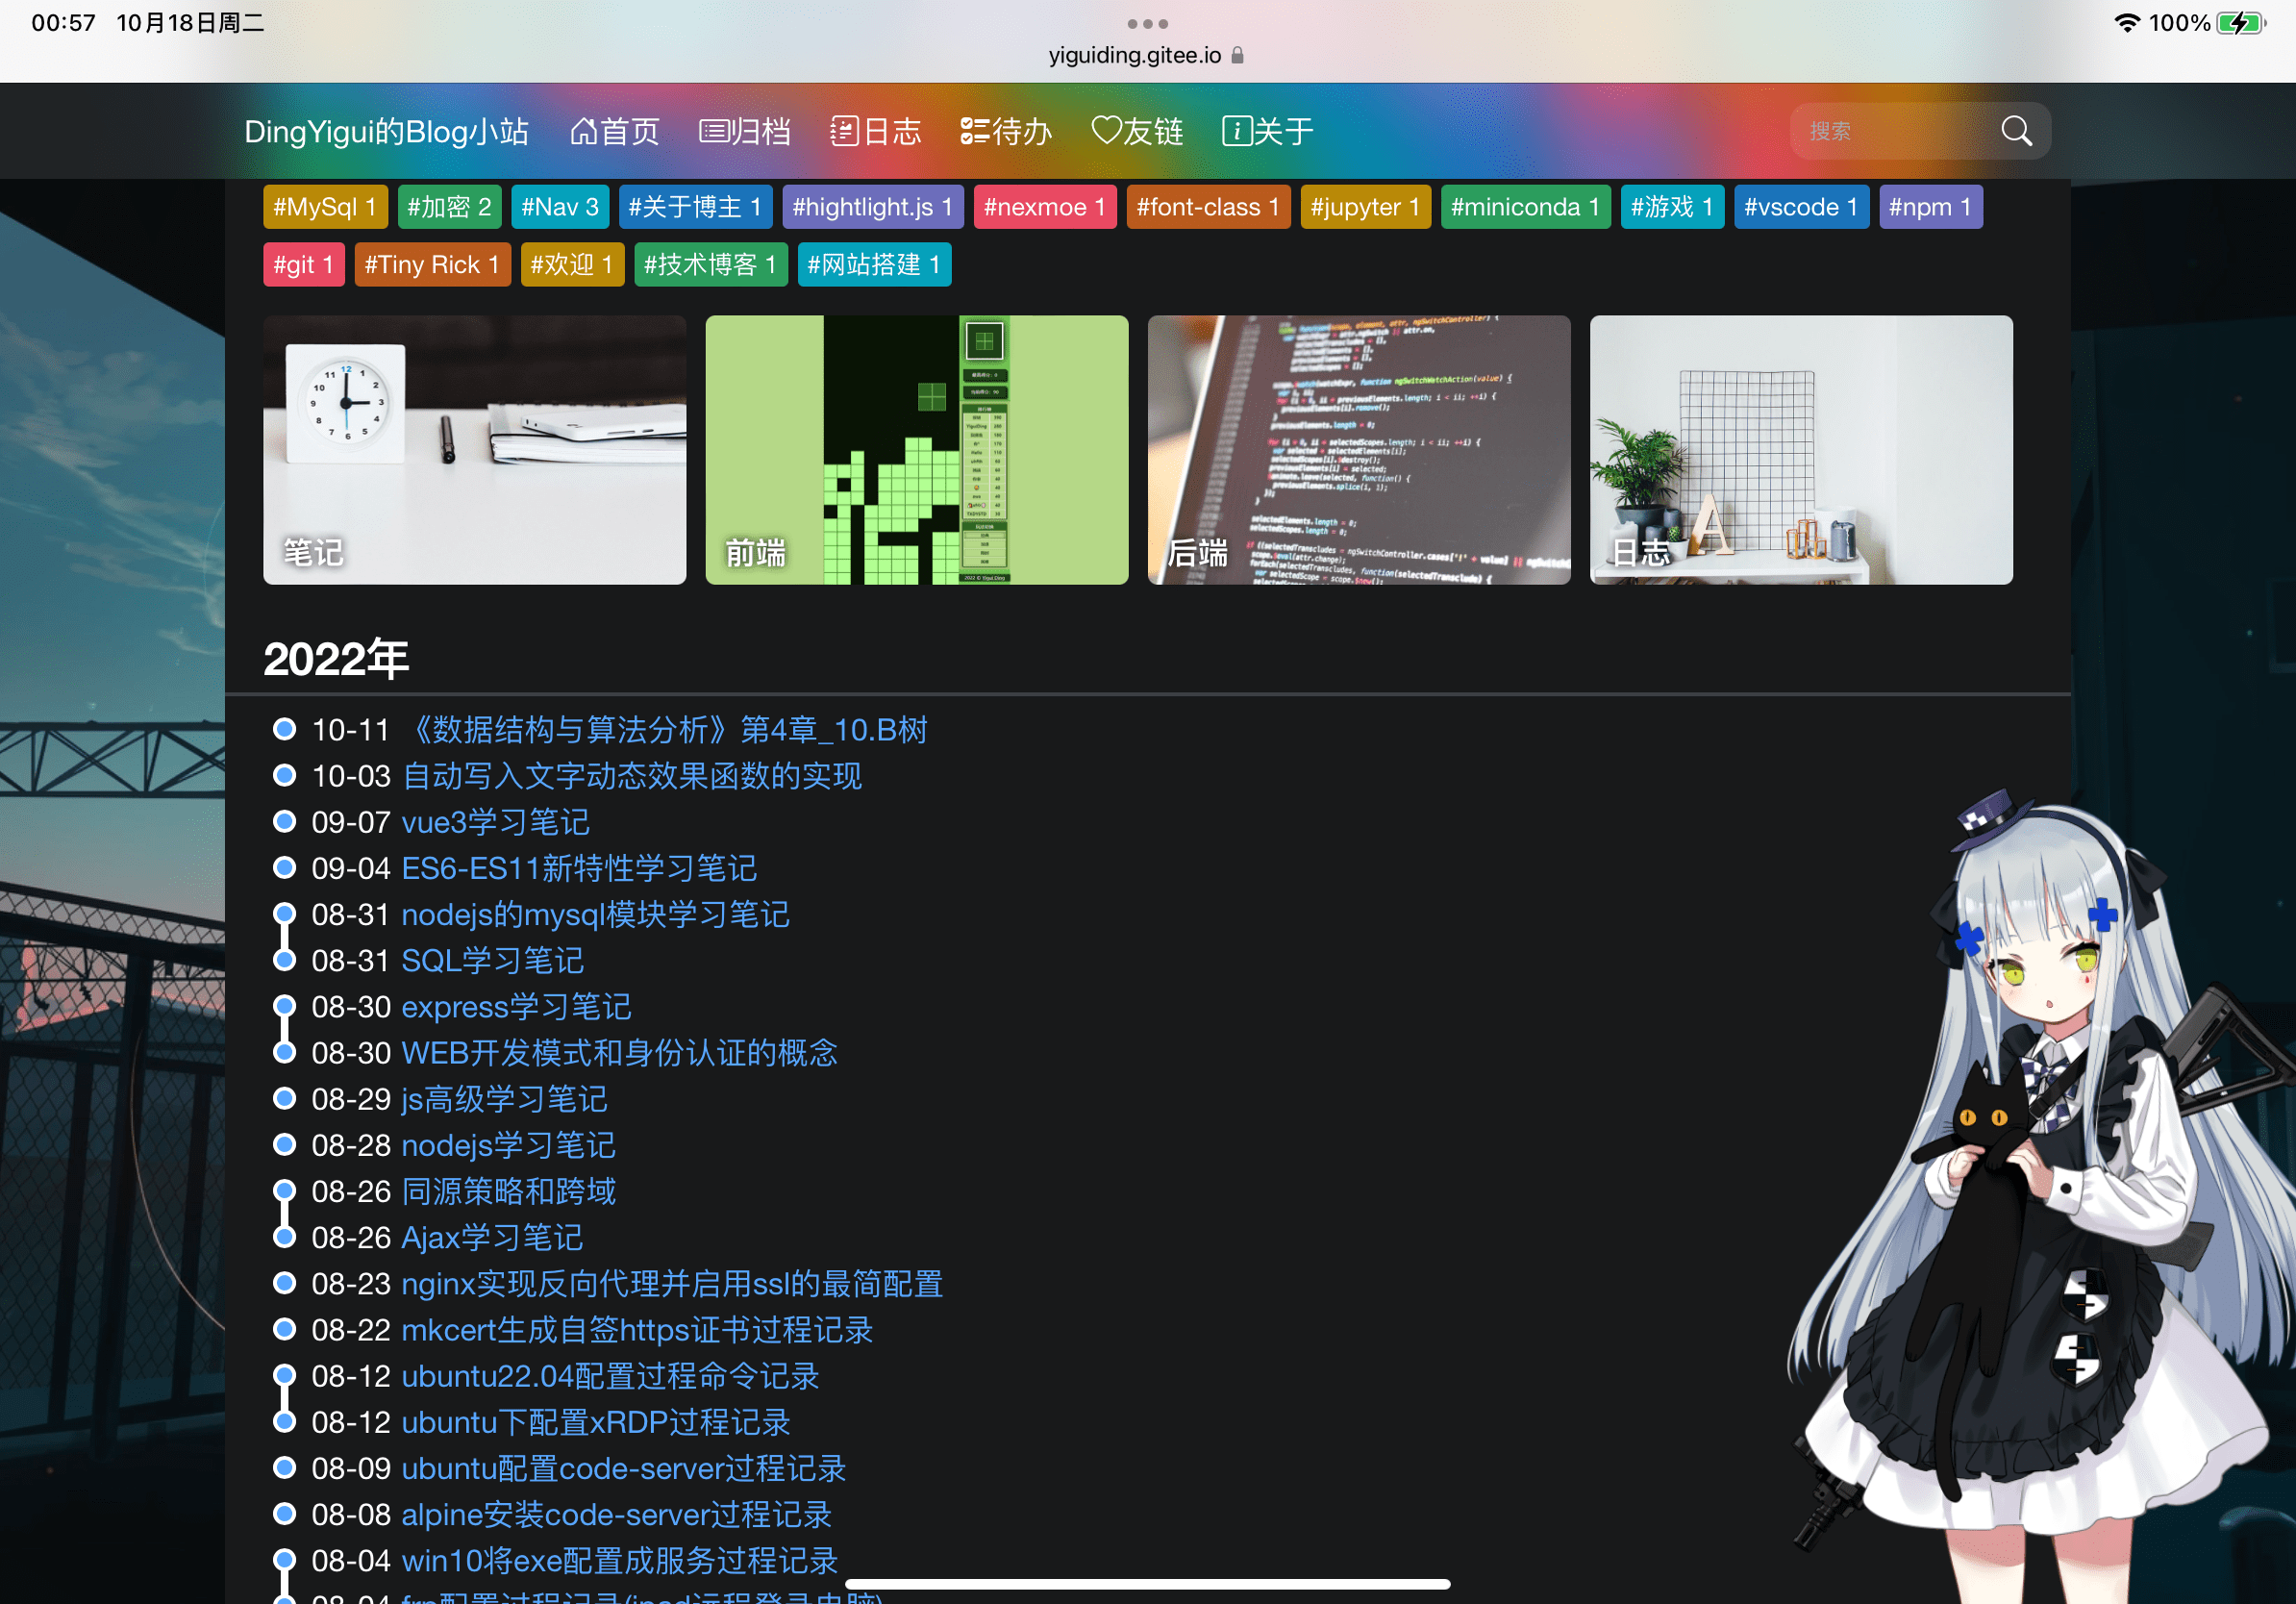 00:57 10月18日周二
100%
yiguiding.gitee.io
DingYigui的Blog小站 首页 归档 日志 待办 友链 关于 搜索
#MySql 1 #加密 2 #Nav 3 #关于博主 1 #hightlight.js 1 #nexmoe 1 #font-class 1 #jupyter 1 #miniconda 1 #游戏 1 #vscode 1 #npm 1
#git 1 #Tiny Rick 1 #欢迎 1 #技术博客 1 #网站搭建 1
笔记 前端 后端 日志
2022年
10-11 《数据结构与算法分析》第4章_10.B树
10-03 自动写入文字动态效果函数的实现
09-07 vue3学习笔记
09-04 ES6-ES11新特性学习笔记
08-31 nodejs的mysql模块学习笔记
08-31 SQL学习笔记
08-30 express学习笔记
08-30 WEB开发模式和身份认证的概念
08-29 js高级学习笔记
08-28 nodejs学习笔记
08-26 同源策略和跨域
08-26 Ajax学习笔记
08-23 nginx实现反向代理并启用ssl的最简配置
08-22 mkcert生成自签https证书过程记录
08-12 ubuntu22.04配置过程命令记录
08-12 ubuntu下配置xRDP过程记录
08-09 ubuntu配置code-server过程记录
08-08 alpine安装code-server过程记录
08-04 win10将exe配置成服务过程记录
08-04 frp配置过程记录(ipad远程登录电脑)